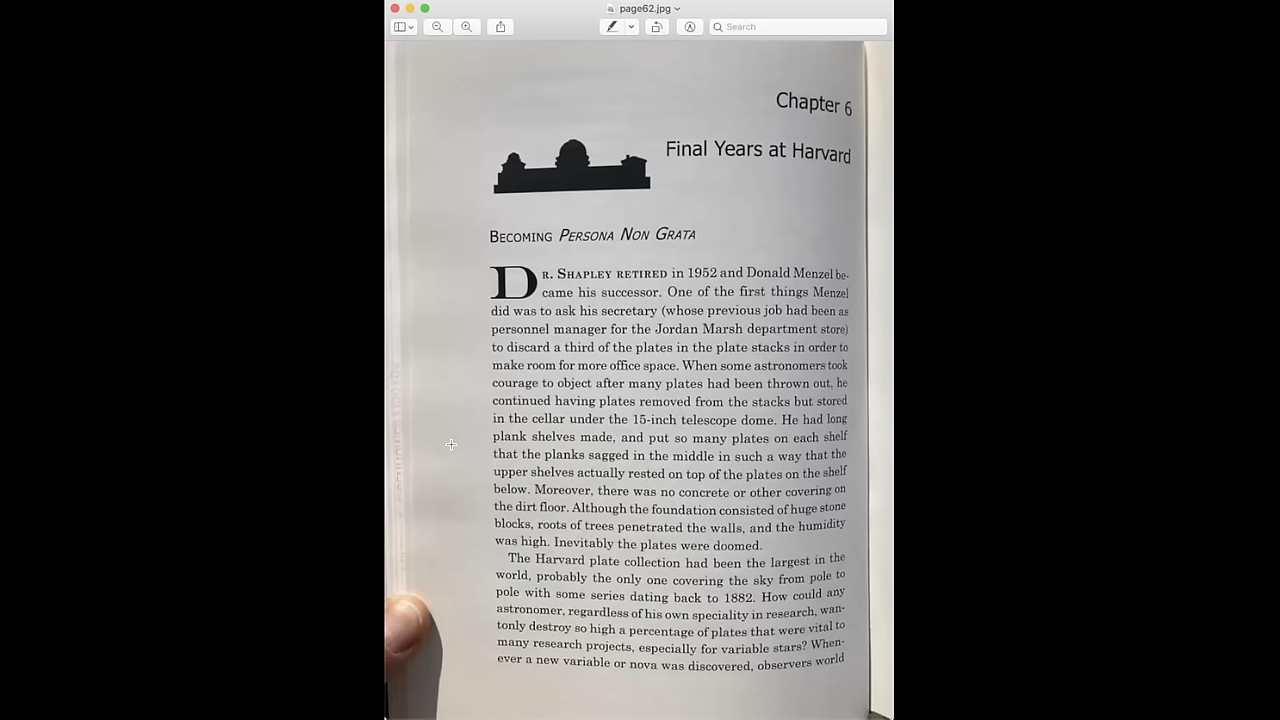 page62.jpg
Search
Chapter 6
Final Years at Harvard
BECOMING PERSONA NON GRATA
DR. SHAPLEY RETIRED in 1952 and Donald Menzel be-
came his successor. One of the first things Menzel
did was to ask his secretary (whose previous job had been as
personnel manager for the Jordan Marsh department store)
to discard a third of the plates in the plate stacks in order to
make room for more office space. When some astronomers took
courage to object after many plates had been thrown out, he
continued having plates removed from the stacks but stored
in the cellar under the 15-inch telescope dome. He had long
plank shelves made, and put so many plates on each shelf
that the planks sagged in the middle in such a way that the
upper shelves actually rested on top of the plates on the shelf
below. Moreover, there was no concrete or other covering on
the dirt floor. Although the foundation consisted of huge stone
blocks, roots of trees penetrated the walls, and the humidity
was high. Inevitably the plates were doomed.
The Harvard plate collection had been the largest in the
world, probably the only one covering the sky from pole to
pole with some series dating back to 1882. How could any
astronomer, regardless of his own speciality in research, wan-
tonly destroy so high a percentage of plates that were vital to
many research projects, especially for variable stars? When-
ever a new variable or nova was discovered, observers world